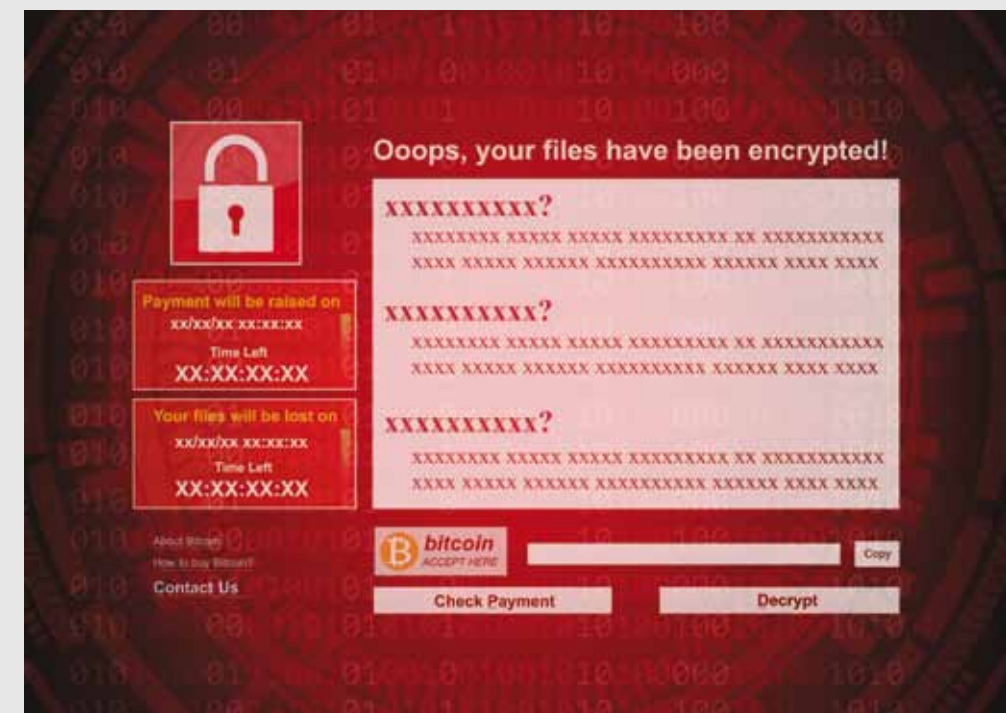 Ooops, your files have been encrypted!
Payment will be raised on
xx/xx/xx xx:xx:xx
Time Left
XX:XX:XX:XX
Your files will be lost on
xx/xx/xx xx:xx:xx
Time Left
XX:XX:XX:XX
About Bitcoin
How to buy Bitcoin?
Contact Us
xxxxxxxxxx?
xxxxxxxx xxxxx xxxxx xxxxxxxxx xx xxxxxxxxxxx
xxxx xxxxx xxxxxx xxxxxxxxxx xxxxxx xxxx xxxx
xxxxxxxxxx?
xxxxxxxx xxxxx xxxxx xxxxxxxxx xx xxxxxxxxxxx
xxxx xxxxx xxxxxx xxxxxxxxxx xxxxxx xxxx xxxx
xxxxxxxxxx?
xxxxxxxx xxxxx xxxxx xxxxxxxxx xx xxxxxxxxxxx
xxxx xxxxx xxxxxx xxxxxxxxxx xxxxxx xxxx xxxx
bitcoin
ACCEPT HERE
Copy
Check Payment
Decrypt